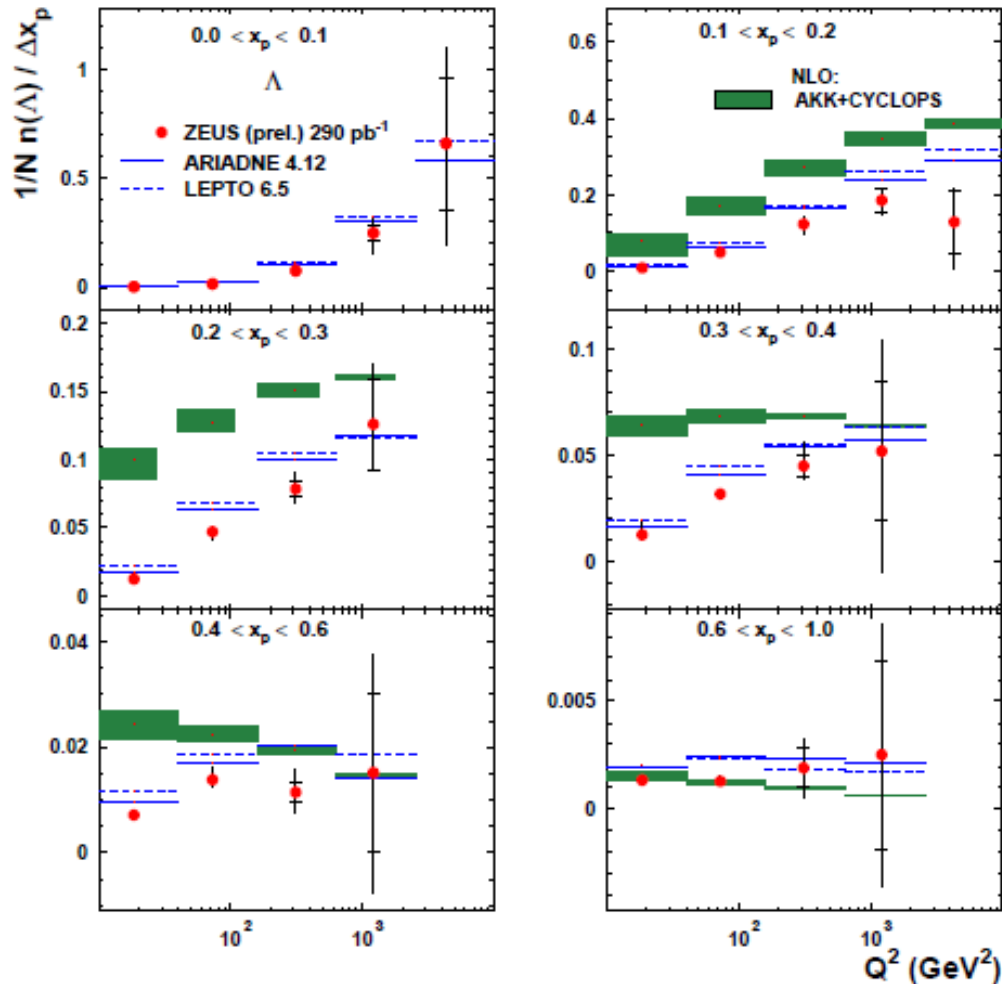 1/N n(Λ) / Δx_p
0.0 < x_p < 0.1
Λ
ZEUS (prel.) 290 pb⁻¹
ARIADNE 4.12
LEPTO 6.5
1
0.5
0
0.1 < x_p < 0.2
NLO:
AKK+CYCLOPS
0.6
0.4
0.2
0
0.2 < x_p < 0.3
0.2
0.15
0.1
0.05
0
0.3 < x_p < 0.4
0.1
0.05
0
0.4 < x_p < 0.6
0.04
0.02
0
0.6 < x_p < 1.0
0.005
0
10² 10³
10² 10³
Q² (GeV²)